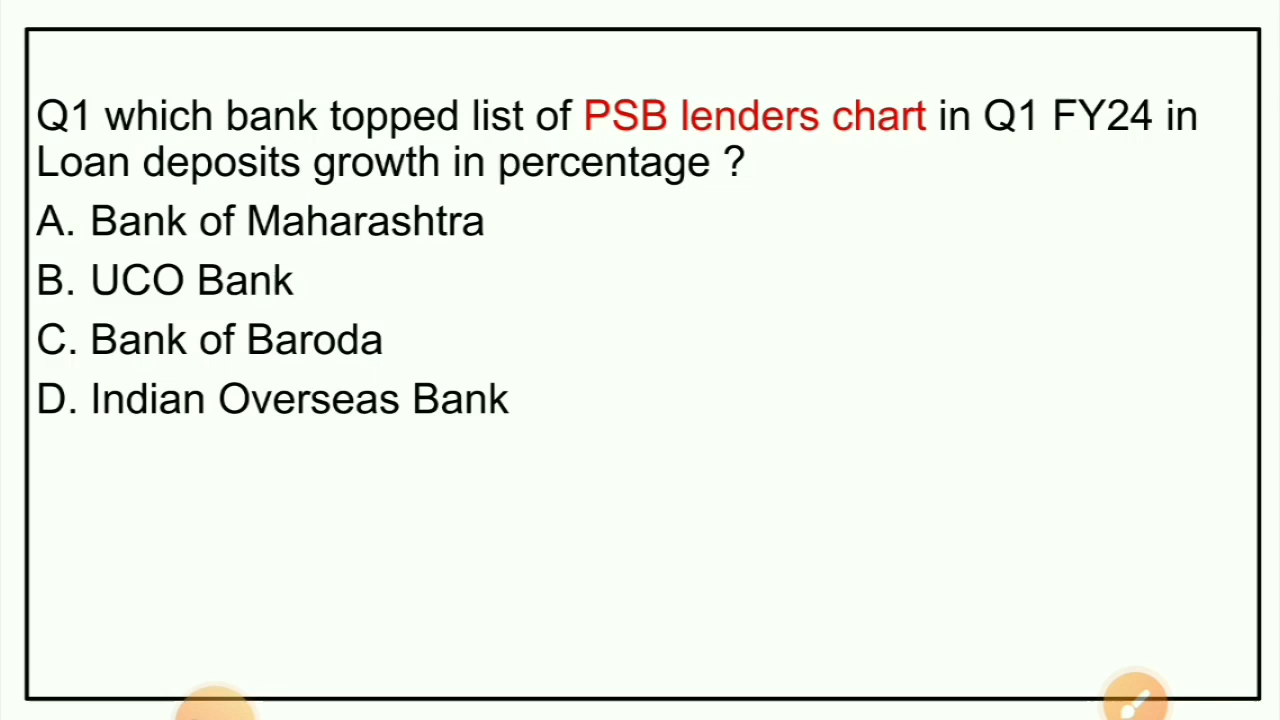 Q1 which bank topped list of PSB lenders chart in Q1 FY24 in
Loan deposits growth in percentage ?
A. Bank of Maharashtra
B. UCO Bank
C. Bank of Baroda
D. Indian Overseas Bank